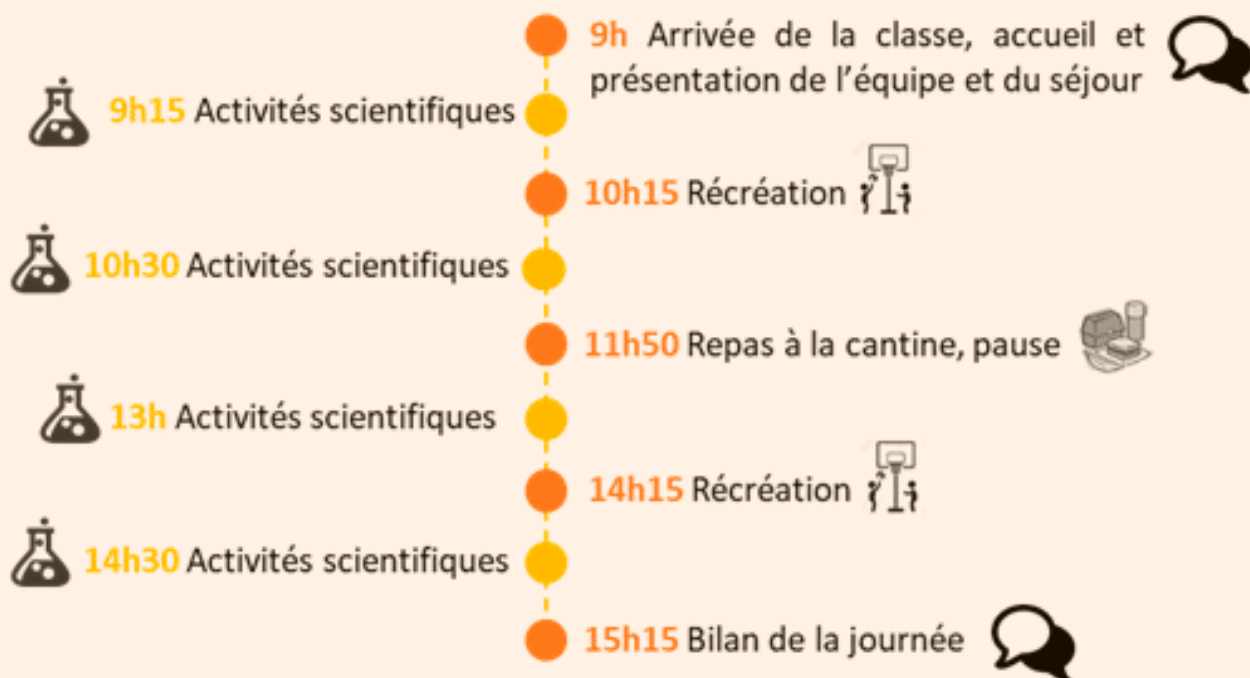 9h Arrivée de la classe, accueil et
présentation de l'équipe et du séjour
9h15 Activités scientifiques
10h15 Récréation
10h30 Activités scientifiques
11h50 Repas à la cantine, pause
13h Activités scientifiques
14h15 Récréation
14h30 Activités scientifiques
15h15 Bilan de la journée